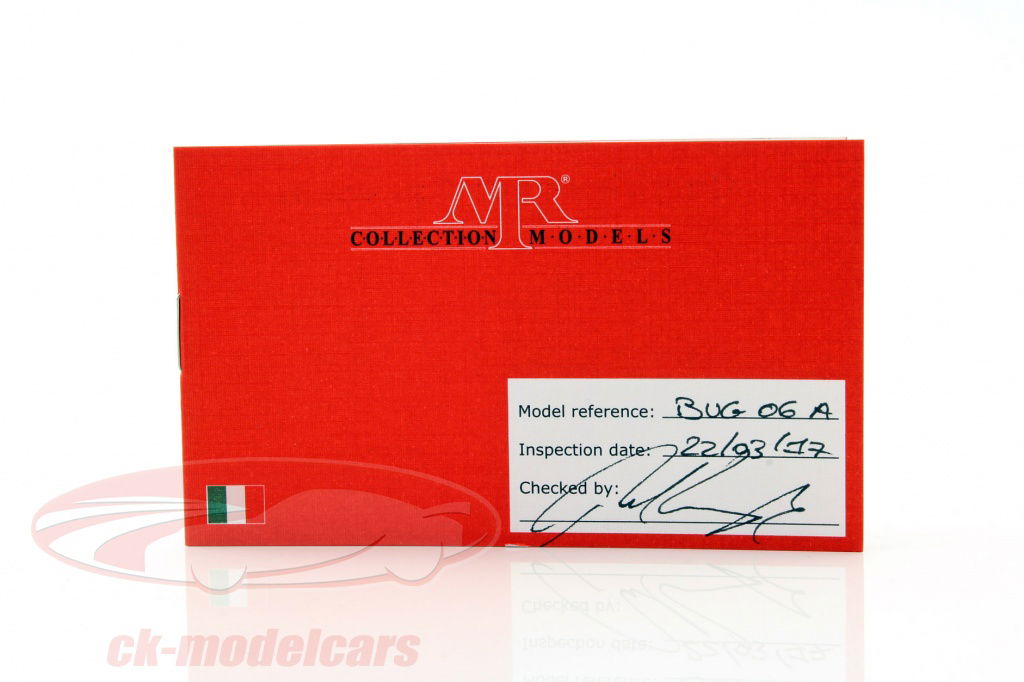 MR®
COLLECTION MODELS
Model reference: BUG 06 A
Inspection date: 22/03/17
Checked by:
ck-modelcars